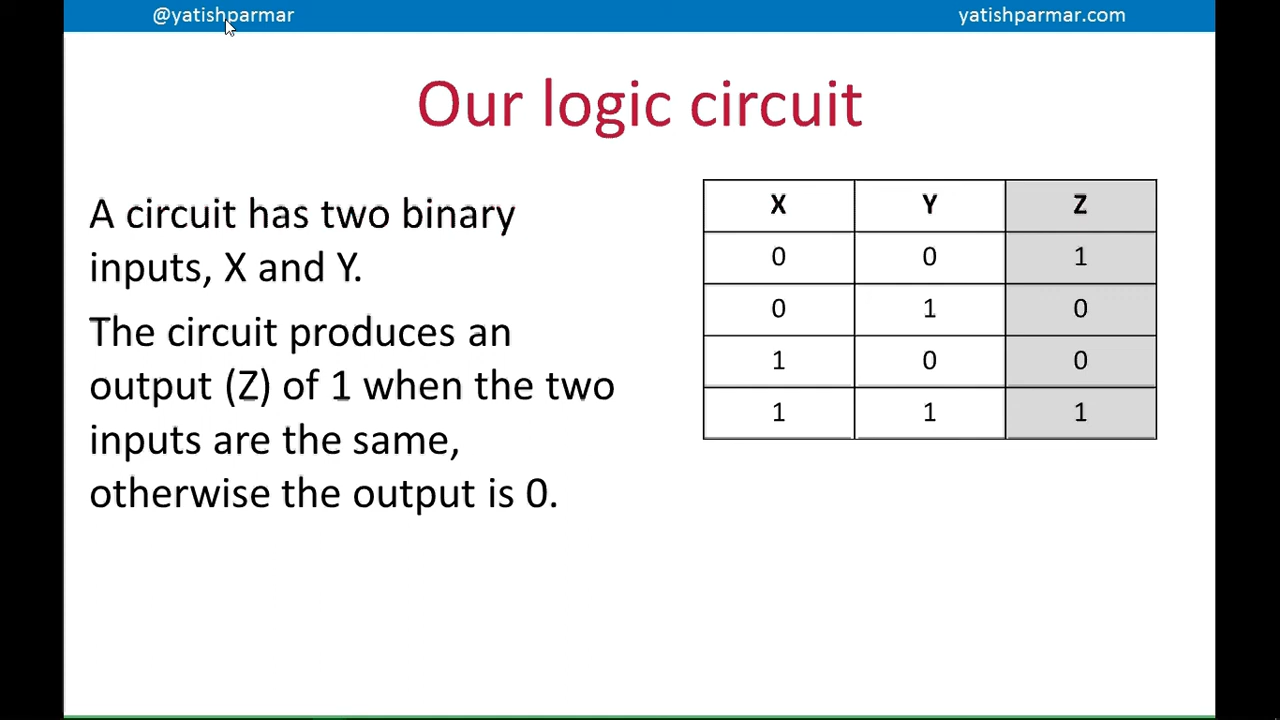 @yatishparmar yatishparmar.com
Our logic circuit
A circuit has two binary
inputs, X and Y.
The circuit produces an
output (Z) of 1 when the two
inputs are the same,
otherwise the output is 0.
X Y Z
0 0 1
0 1 0
1 0 0
1 1 1